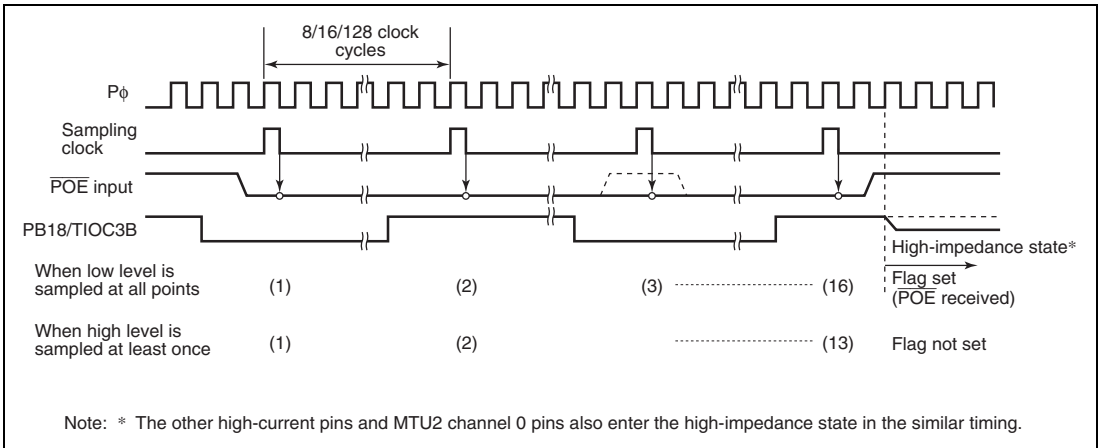 8/16/128 clock
cycles
Pϕ
Sampling
clock
POE input
PB18/TIOC3B
High-impedance state*
When low level is
sampled at all points
(1) (2) (3) (16)
Flag set
(POE received)
When high level is
sampled at least once
(1) (2) (13) Flag not set
Note: * The other high-current pins and MTU2 channel 0 pins also enter the high-impedance state in the similar timing.